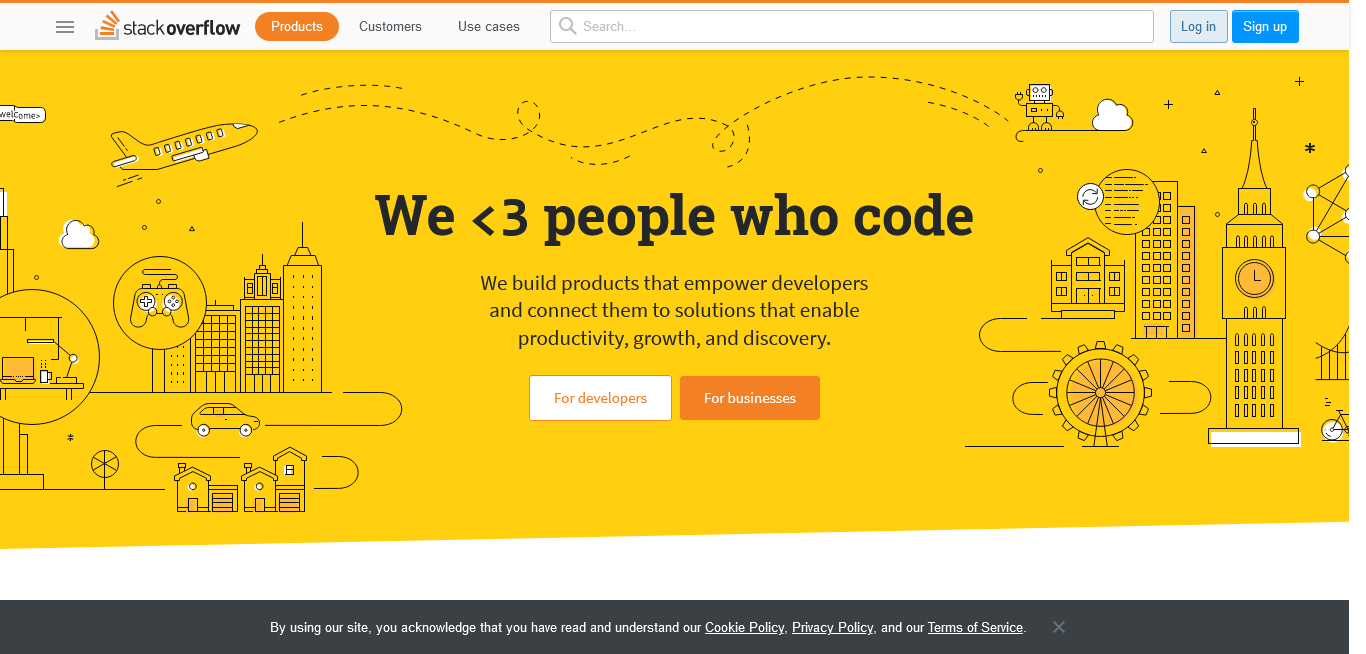 stackoverflow
Products
Customers
Use cases
Search...
Log in
Sign up
welcome>
We <3 people who code
We build products that empower developers
and connect them to solutions that enable
productivity, growth, and discovery.
For developers
For businesses
By using our site, you acknowledge that you have read and understand our Cookie Policy, Privacy Policy, and our Terms of Service.